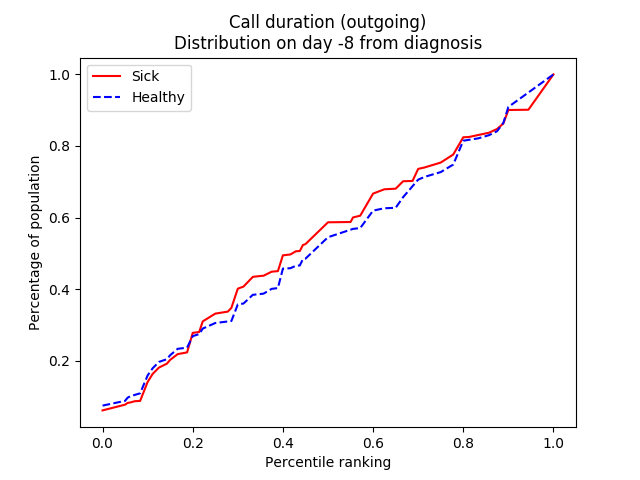 Call duration (outgoing)
Distribution on day -8 from diagnosis
Sick
Healthy
Percentage of population
1.0
0.8
0.6
0.4
0.2
0.0 0.2 0.4 0.6 0.8 1.0
Percentile ranking